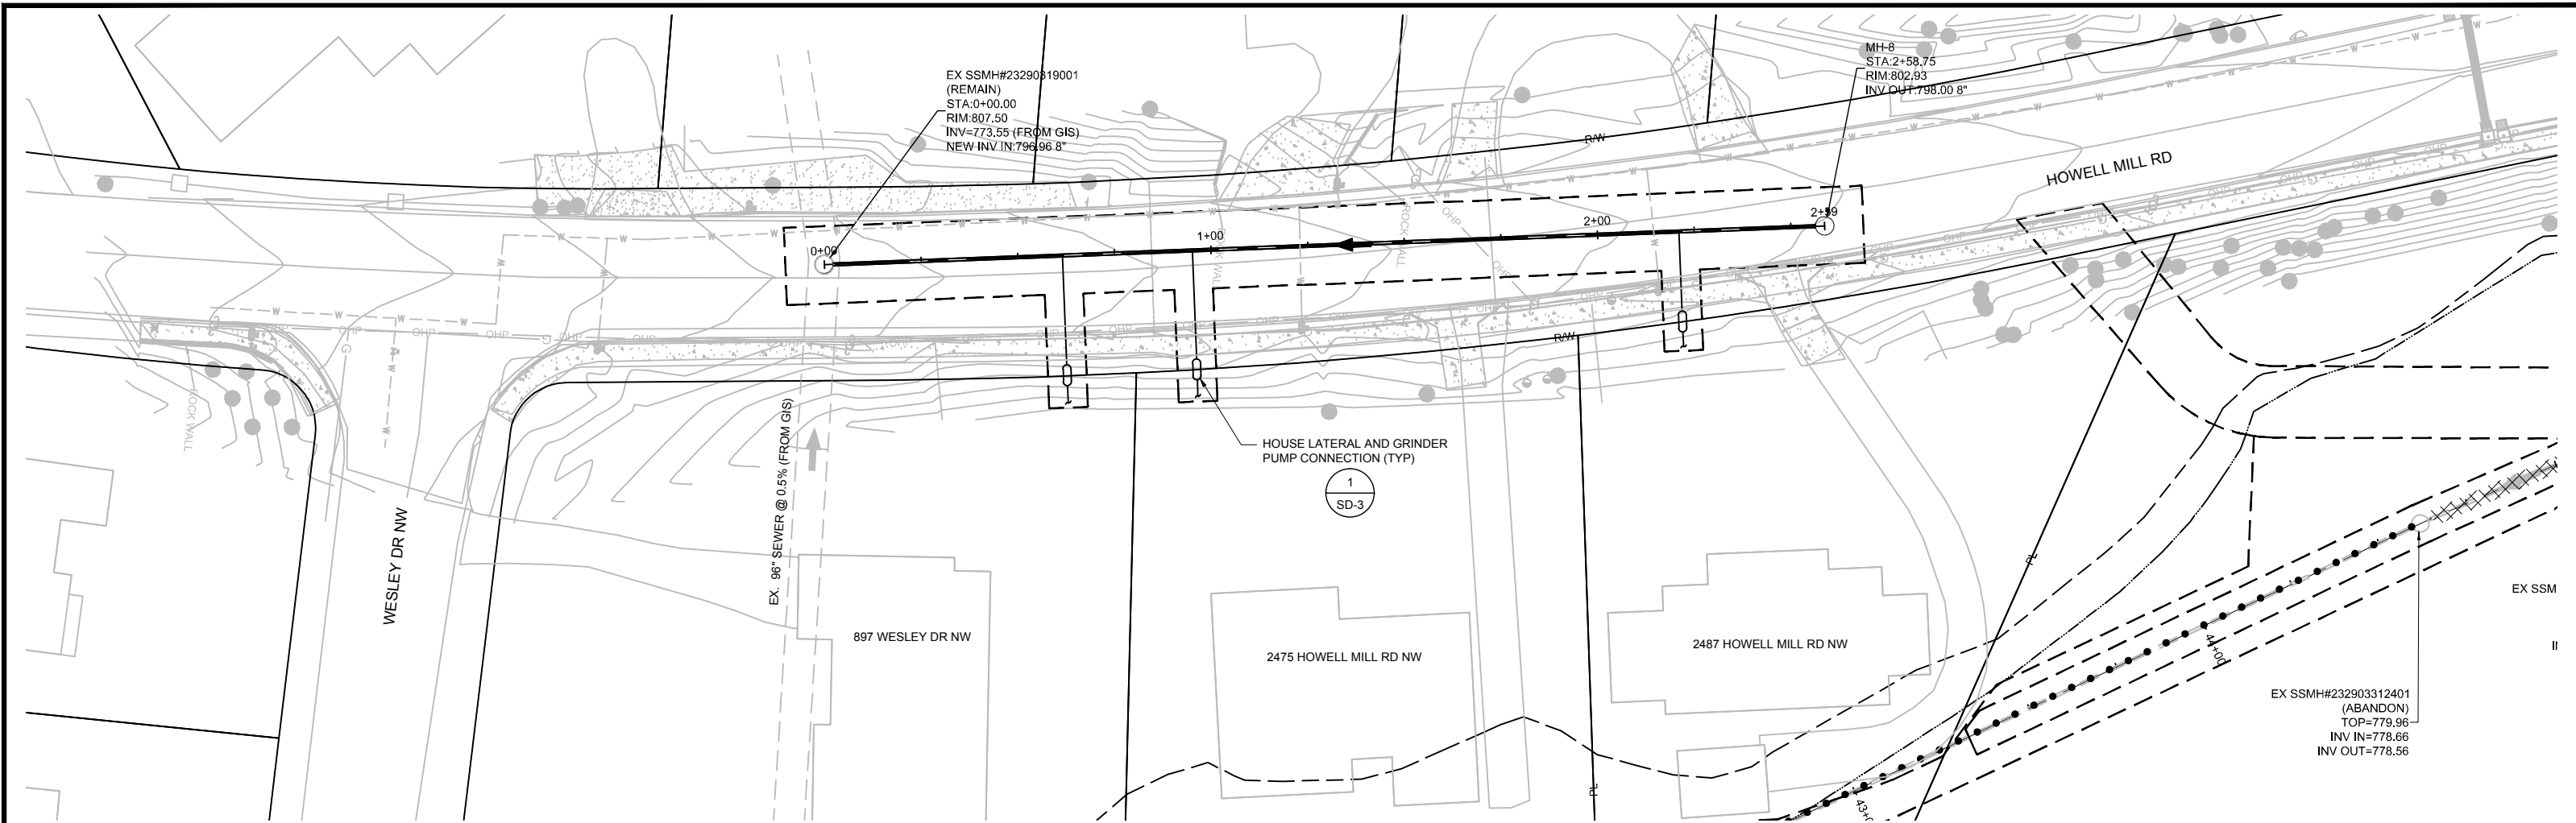 EX SSMH#23290319001
(REMAIN)
STA:0+00.00
RIM:807.50
INV=773.55 (FROM GIS)
NEW INV IN:796.96 8"
MH-8
STA:2+58.75
RIM:802.93
INV OUT:798.00 8"
R/W
HOWELL MILL RD
0+00
1+00
2+00
2+59
ROCK WALL
ROCK WALL
OHP
OHP
R/W
ROCK WALL
WESLEY DR NW
EX. 96" SEWER @ 0.5% (FROM GIS)
HOUSE LATERAL AND GRINDER
PUMP CONNECTION (TYP)
1
SD-3
897 WESLEY DR NW
2475 HOWELL MILL RD NW
2487 HOWELL MILL RD NW
PL
PL
44+00
EX SSM
EX SSMH#232903312401
(ABANDON)
TOP=779.96
INV IN=778.66
INV OUT=778.56